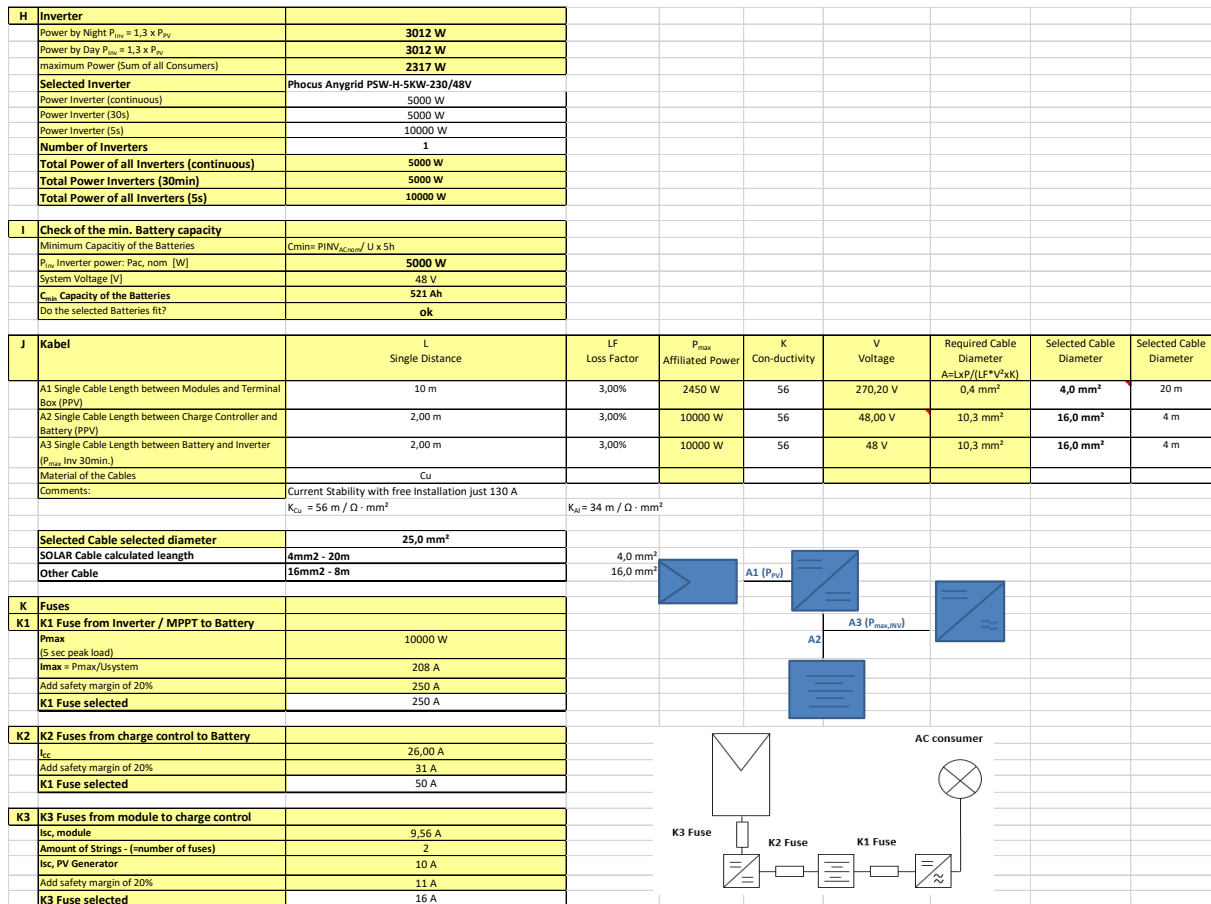 H Inverter
Power by Night P_Inv = 1,3 x P_PV 3012 W
Power by Day P_Inv = 1,3 x P_PV 3012 W
maximum Power (Sum of all Consumers) 2317 W
Selected Inverter Phocus Anygrid PSW-H-5KW-230/48V
Power Inverter (continuous) 5000 W
Power Inverter (30s) 5000 W
Power Inverter (5s) 10000 W
Number of Inverters 1
Total Power of all Inverters (continuous) 5000 W
Total Power Inverters (30min) 5000 W
Total Power of all Inverters (5s) 10000 W
I Check of the min. Battery capacity
Minimum Capacitiy of the Batteries Cmin= PINV_ACnom/ U x 5h
P_Inv Inverter power: Pac, nom [W] 5000 W
System Voltage [V] 48 V
C_min Capacity of the Batteries 521 Ah
Do the selected Batteries fit? ok
J Kabel L LF P_max K V Required Cable Selected Cable Selected Cable
Single Distance Loss Factor Affiliated Power Con-ductivity Voltage Diameter Diameter Diameter
A=LxP/(LF*V²xK)
A1 Single Cable Length between Modules and Terminal 10 m 3,00% 2450 W 56 270,20 V 0,4 mm² 4,0 mm² 20 m
Box (PPV)
A2 Single Cable Length between Charge Controller and 2,00 m 3,00% 10000 W 56 48,00 V 10,3 mm² 16,0 mm² 4 m
Battery (PPV)
A3 Single Cable Length between Battery and Inverter 2,00 m 3,00% 10000 W 56 48 V 10,3 mm² 16,0 mm² 4 m
(P_max Inv 30min.)
Material of the Cables Cu
Comments: Current Stability with free Installation just 130 A
K_Cu = 56 m / Ω · mm² K_Al = 34 m / Ω · mm²
Selected Cable selected diameter 25,0 mm²
SOLAR Cable calculated leangth 4mm2 - 20m 4,0 mm²
Other Cable 16mm2 - 8m 16,0 mm²
A1 (P_PV)
A3 (P_max,INV)
A2
K Fuses
K1 K1 Fuse from Inverter / MPPT to Battery
Pmax 10000 W
(5 sec peak load)
Imax = Pmax/Usystem 208 A
Add safety margin of 20% 250 A
K1 Fuse selected 250 A
K2 K2 Fuses from charge control to Battery
I_CC 26,00 A
Add safety margin of 20% 31 A
K1 Fuse selected 50 A
K3 K3 Fuses from module to charge control
Isc, module 9,56 A
Amount of Strings - (=number of fuses) 2
Isc, PV Generator 10 A
Add safety margin of 20% 11 A
K3 Fuse selected 16 A
AC consumer
K3 Fuse
K2 Fuse
K1 Fuse